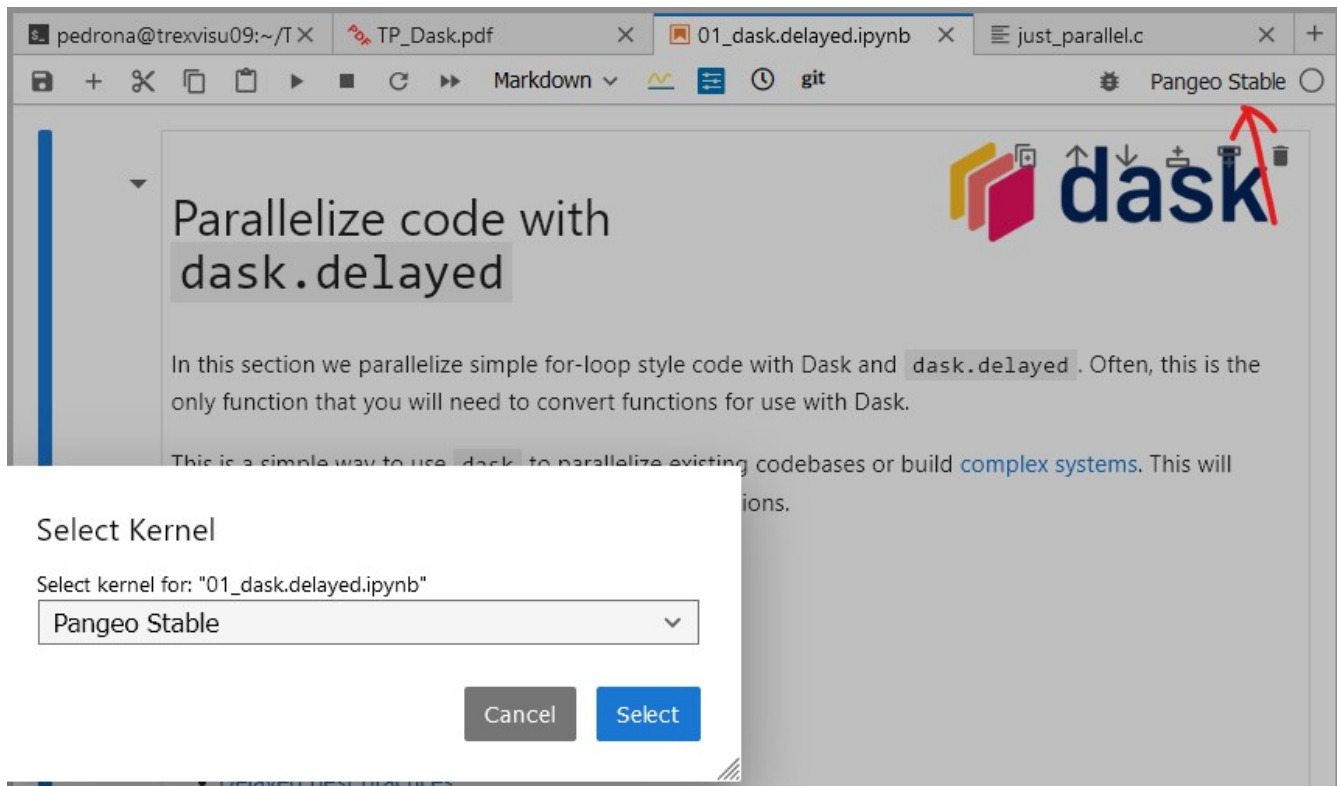 pedrona@trexvisu09:~/T
TP_Dask.pdf
01_dask.delayed.ipynb
just_parallel.c
Markdown
git
Pangeo Stable
dask
Parallelize code with
dask.delayed
In this section we parallelize simple for-loop style code with Dask and dask.delayed . Often, this is the
only function that you will need to convert functions for use with Dask.
This is a simple way to use dask to parallelize existing codebases or build complex systems. This will
ions.
Select Kernel
Select kernel for: "01_dask.delayed.ipynb"
Pangeo Stable
Cancel
Select
Delayed best practices